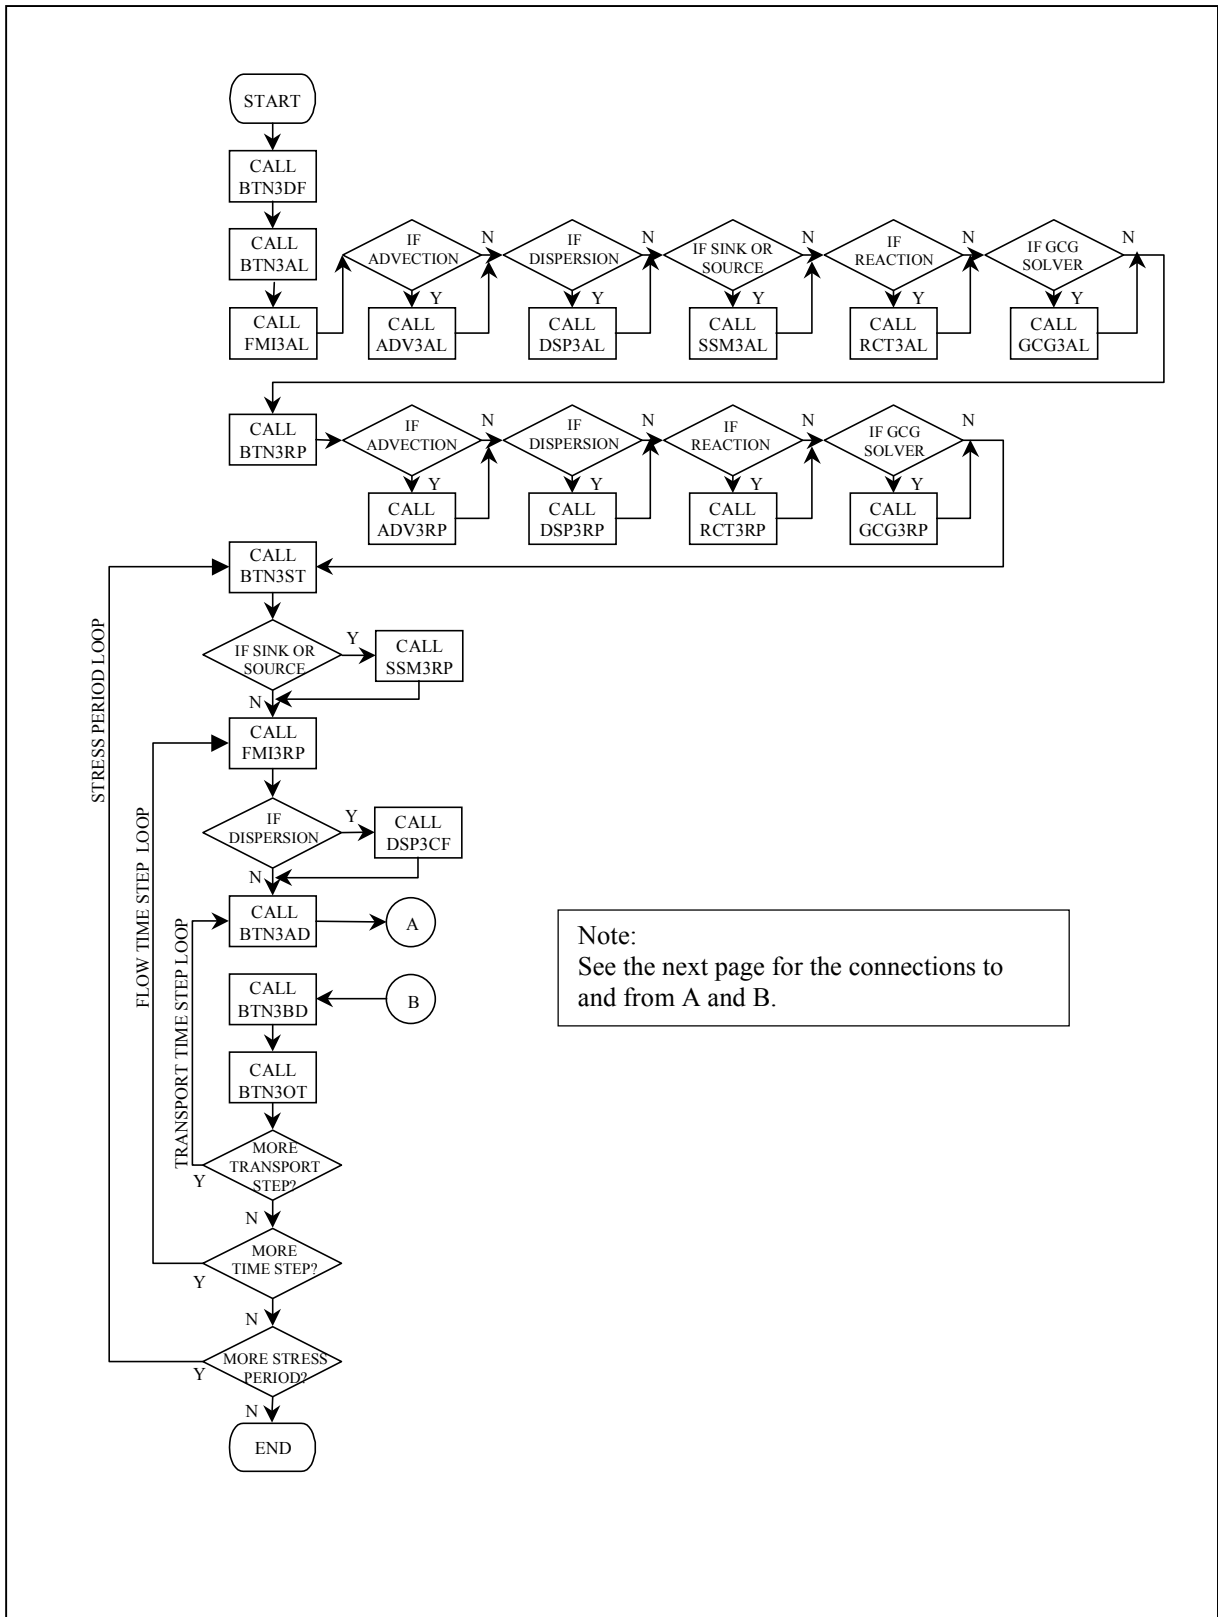 START
CALL
BTN3DF
CALL
BTN3AL
CALL
FMI3AL
IF
ADVECTION
N
Y
CALL
ADV3AL
IF
DISPERSION
N
Y
CALL
DSP3AL
IF SINK OR
SOURCE
N
Y
CALL
SSM3AL
IF
REACTION
N
Y
CALL
RCT3AL
IF GCG
SOLVER
N
Y
CALL
GCG3AL
CALL
BTN3RP
IF
ADVECTION
N
Y
CALL
ADV3RP
IF
DISPERSION
N
Y
CALL
DSP3RP
IF
REACTION
N
Y
CALL
RCT3RP
IF GCG
SOLVER
N
Y
CALL
GCG3RP
CALL
BTN3ST
IF SINK OR
SOURCE
Y
CALL
SSM3RP
N
CALL
FMI3RP
IF
DISPERSION
Y
CALL
DSP3CF
N
CALL
BTN3AD
A
CALL
BTN3BD
B
CALL
BTN3OT
MORE
TRANSPORT
STEP?
Y
N
MORE
TIME STEP?
Y
N
MORE STRESS
PERIOD?
Y
N
END
STRESS PERIOD LOOP
FLOW TIME STEP LOOP
TRANSPORT TIME STEP LOOP
Note:
See the next page for the connections to
and from A and B.